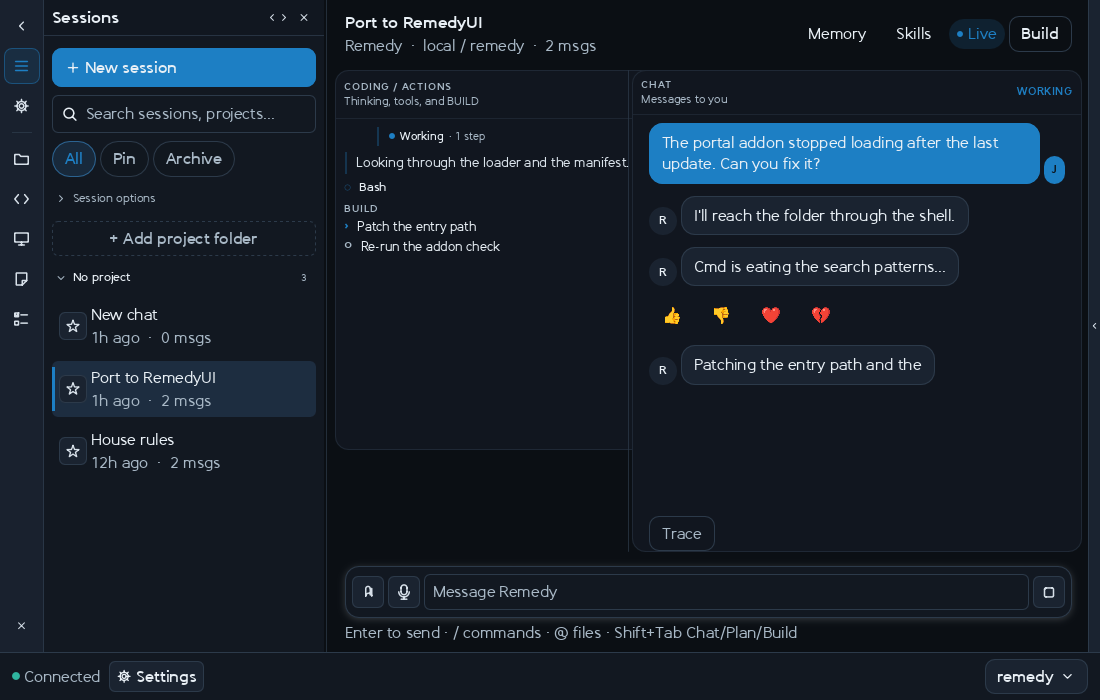 Sessions
+ New session
Search sessions, projects...
All
Pin
Archive
Session options
+ Add project folder
No project
3
New chat
1h ago · 0 msgs
Port to RemedyUI
1h ago · 2 msgs
House rules
12h ago · 2 msgs
Port to RemedyUI
Remedy · local / remedy · 2 msgs
Memory
Skills
Live
Build
CODING / ACTIONS
Thinking, tools, and BUILD
Working · 1 step
Looking through the loader and the manifest.
Bash
BUILD
Patch the entry path
Re-run the addon check
CHAT
Messages to you
WORKING
The portal addon stopped loading after the last
update. Can you fix it?
J
R
I'll reach the folder through the shell.
R
Cmd is eating the search patterns...
R
Patching the entry path and the
Trace
Message Remedy
Enter to send · / commands · @ files · Shift+Tab Chat/Plan/Build
Connected
Settings
remedy